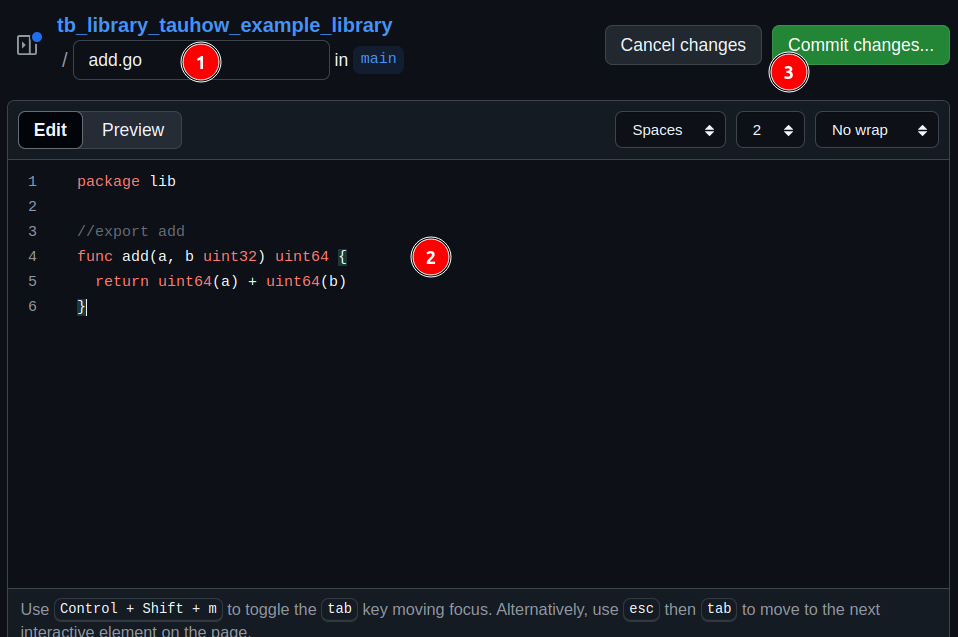 tb_library_tauhow_example_library
/ add.go 1 in main
Cancel changes
Commit changes...
3
Edit Preview
Spaces 2 No wrap
1 package lib
2
3 //export add
4 func add(a, b uint32) uint64 {
2
5 return uint64(a) + uint64(b)
6 }
Use Control + Shift + m to toggle the tab key moving focus. Alternatively, use esc then tab to move to the next
interactive element on the page.